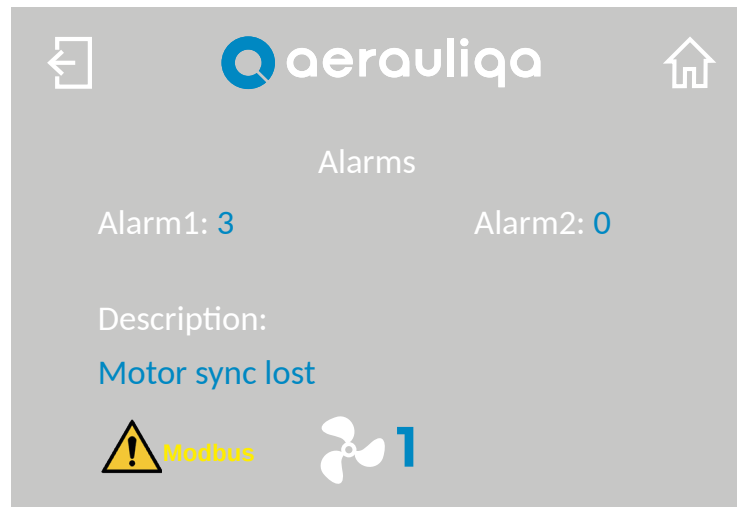 aerauliqa
Alarms
Alarm1: 3 Alarm2: 0
Description:
Motor sync lost
Modbus 1